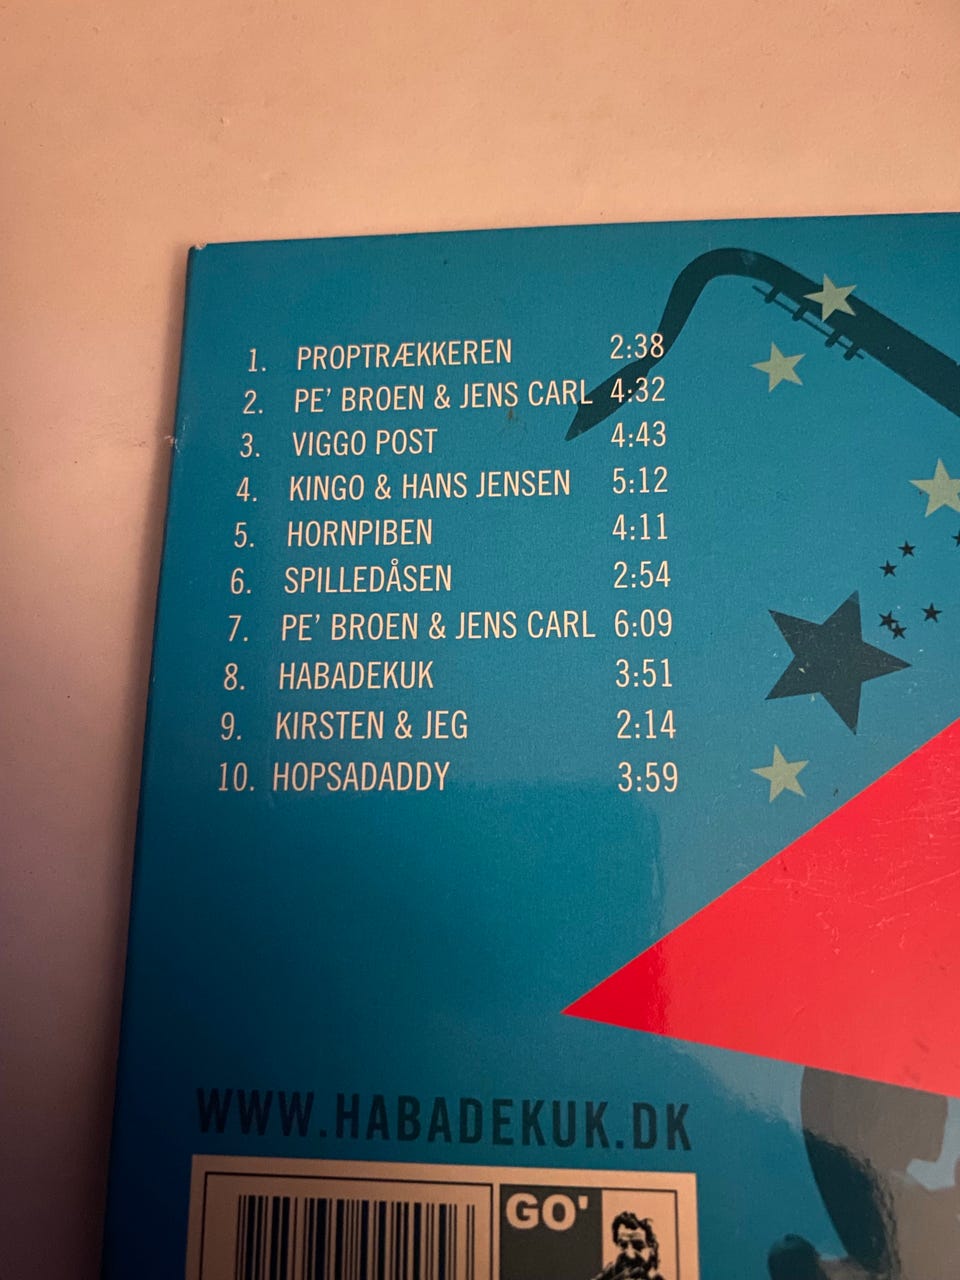 1. PROPTRÆKKEREN 2:38
2. PE' BROEN & JENS CARL 4:32
3. VIGGO POST 4:43
4. KINGO & HANS JENSEN 5:12
5. HORNPIBEN 4:11
6. SPILLEDÅSEN 2:54
7. PE' BROEN & JENS CARL 6:09
8. HABADEKUK 3:51
9. KIRSTEN & JEG 2:14
10. HOPSADADDY 3:59
WWW.HABADEKUK.DK
GO'